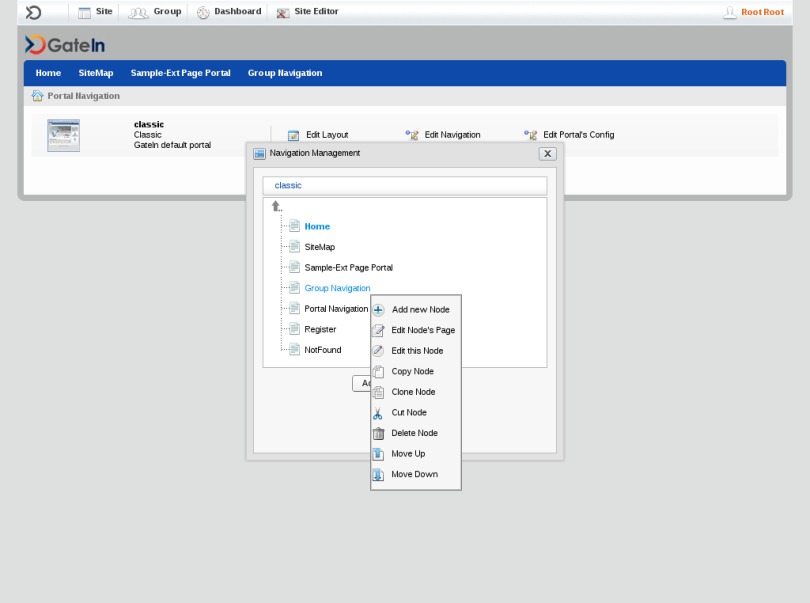 Site Group Dashboard Site Editor Root Root
GateIn
Home SiteMap Sample-Ext Page Portal Group Navigation
Portal Navigation
classic
Classic Edit Layout Edit Navigation Edit Portal's Config
GateIn default portal
Navigation Management X
classic
..
Home
SiteMap
Sample-Ext Page Portal
Group Navigation
Portal Navigation
Register
NotFound
Add new Node
Edit Node's Page
Edit this Node
Copy Node
Clone Node
Cut Node
Delete Node
Move Up
Move Down